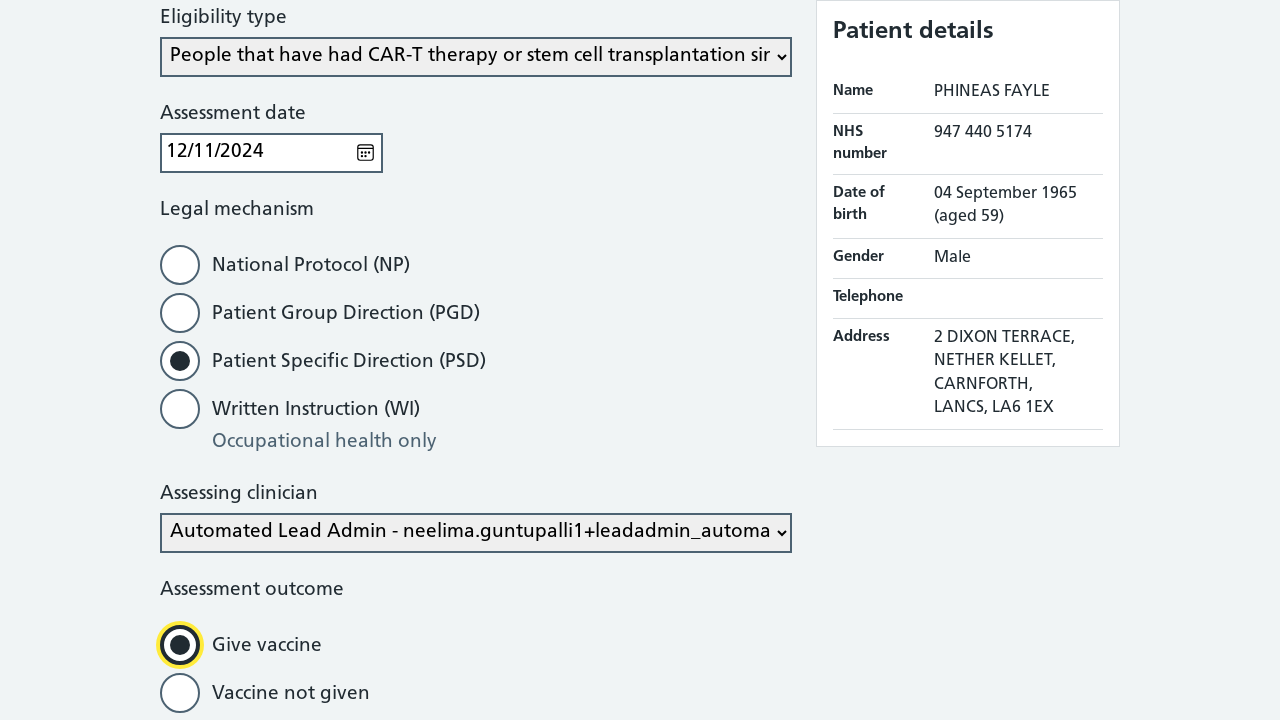 Eligibility type
People that have had CAR-T therapy or stem cell transplantation sir
Assessment date
12/11/2024
Legal mechanism
National Protocol (NP)
Patient Group Direction (PGD)
Patient Specific Direction (PSD)
Written Instruction (WI)
Occupational health only
Assessing clinician
Automated Lead Admin - neelima.guntupalli1+leadadmin_automa
Assessment outcome
Give vaccine
Vaccine not given
Patient details
Name PHINEAS FAYLE
NHS number 947 440 5174
Date of birth 04 September 1965
(aged 59)
Gender Male
Telephone
Address 2 DIXON TERRACE,
NETHER KELLET,
CARNFORTH,
LANCS, LA6 1EX